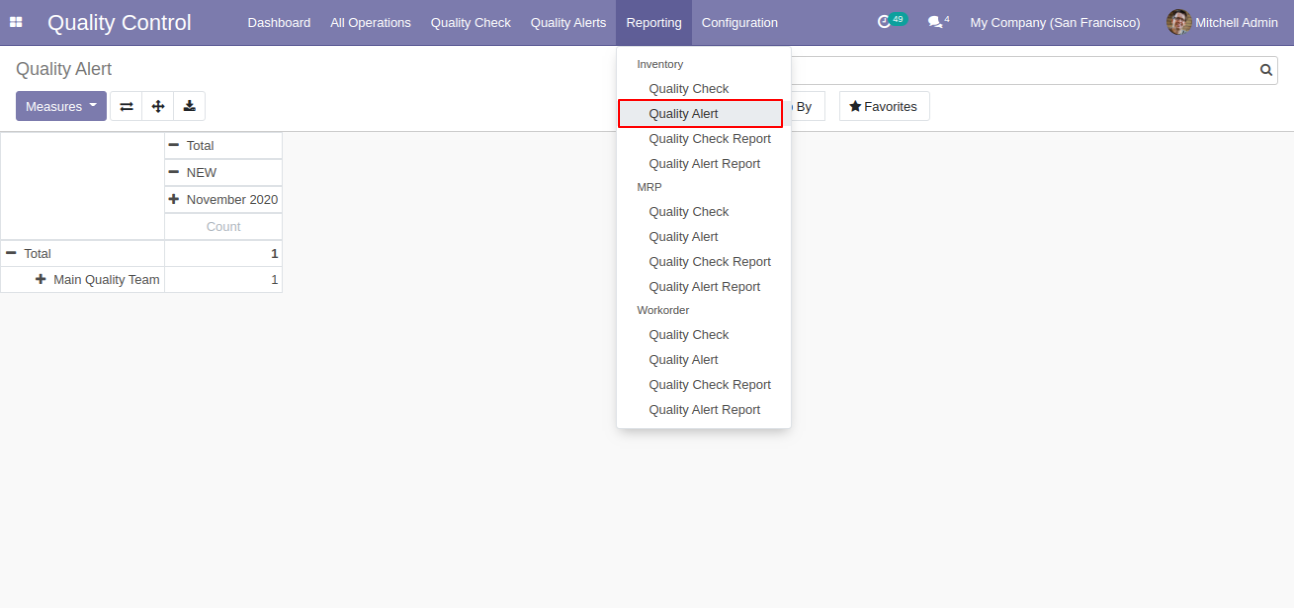 Quality Control Dashboard All Operations Quality Check Quality Alerts Reporting Configuration 49 4 My Company (San Francisco) Mitchell Admin
Quality Alert
Measures
By
Favorites
Inventory
Quality Check
Quality Alert
Quality Check Report
Quality Alert Report
MRP
Quality Check
Quality Alert
Quality Check Report
Quality Alert Report
Workorder
Quality Check
Quality Alert
Quality Check Report
Quality Alert Report
Total
NEW
November 2020
Count
Total 1
Main Quality Team 1